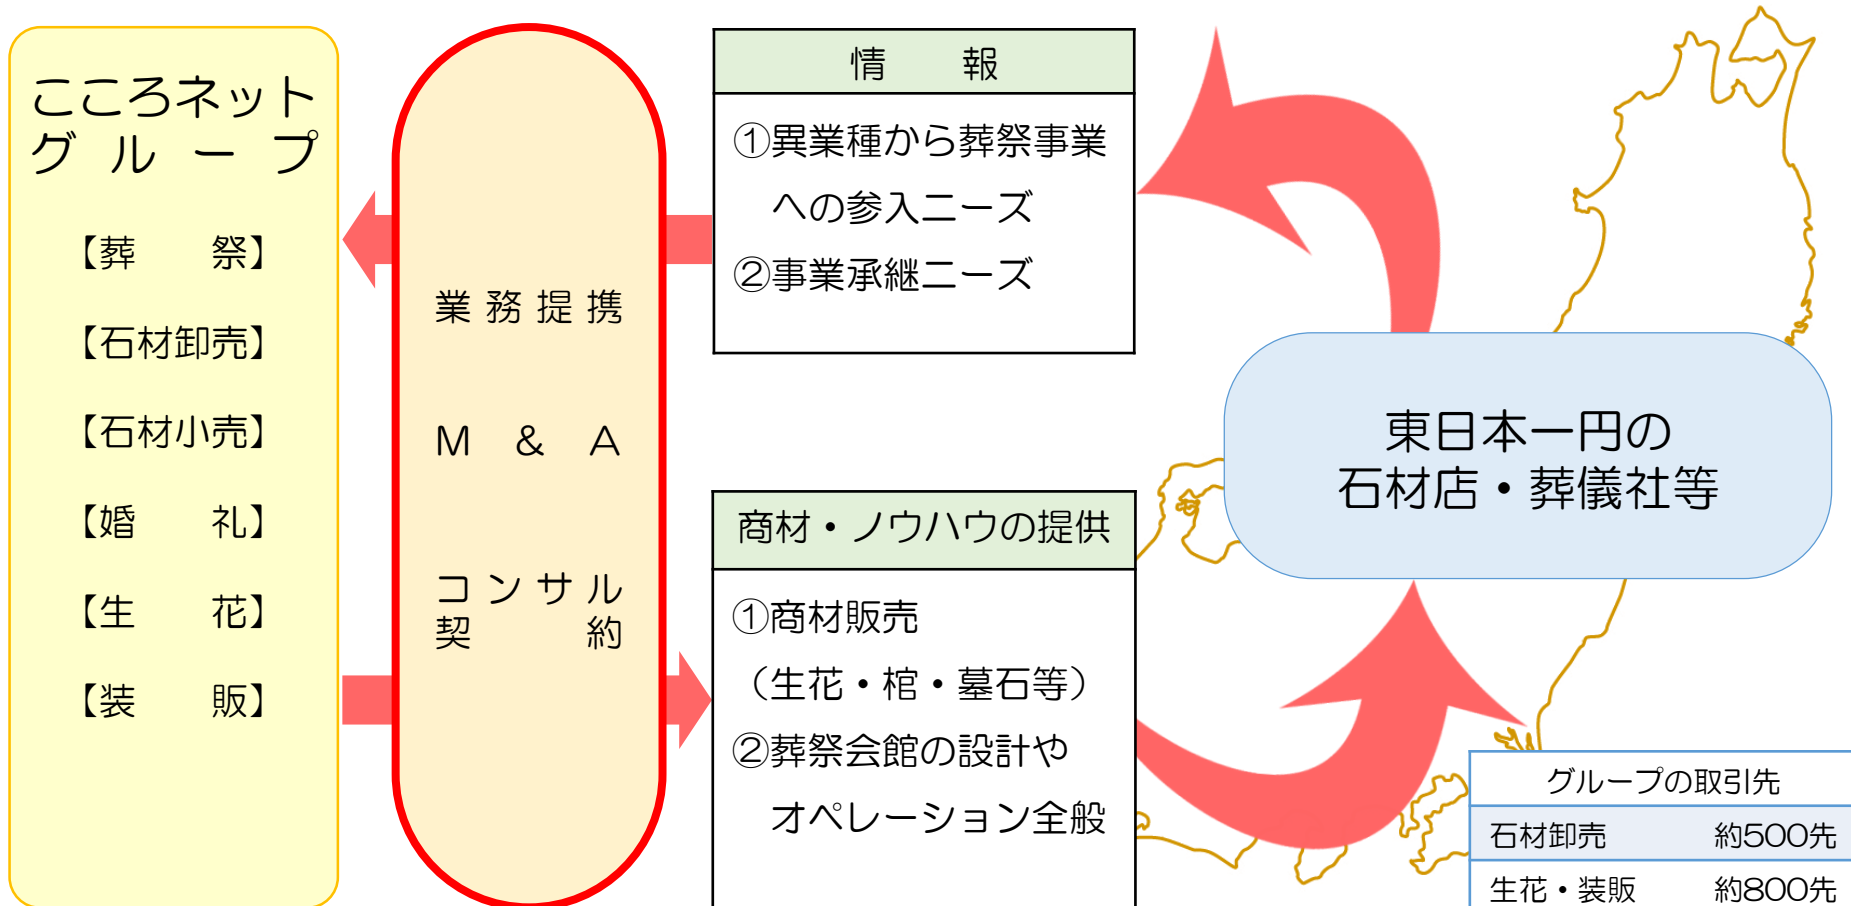 こころネット
グループ
【葬　　祭】
【石材卸売】
【石材小売】
【婚　　礼】
【生　　花】
【装　　販】
業務提携
M & A
コンサル
契　　約
情　　報
①異業種から葬祭事業
への参入ニーズ
②事業承継ニーズ
商材・ノウハウの提供
①商材販売
（生花・棺・墓石等）
②葬祭会館の設計や
オペレーション全般
東日本一円の
石材店・葬儀社等
グループの取引先
石材卸売　約500先
生花・装販　約800先